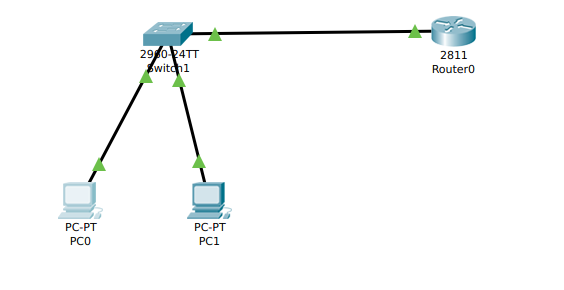 2960-24TT
Switch1
2811
Router0
PC-PT
PC0
PC-PT
PC1